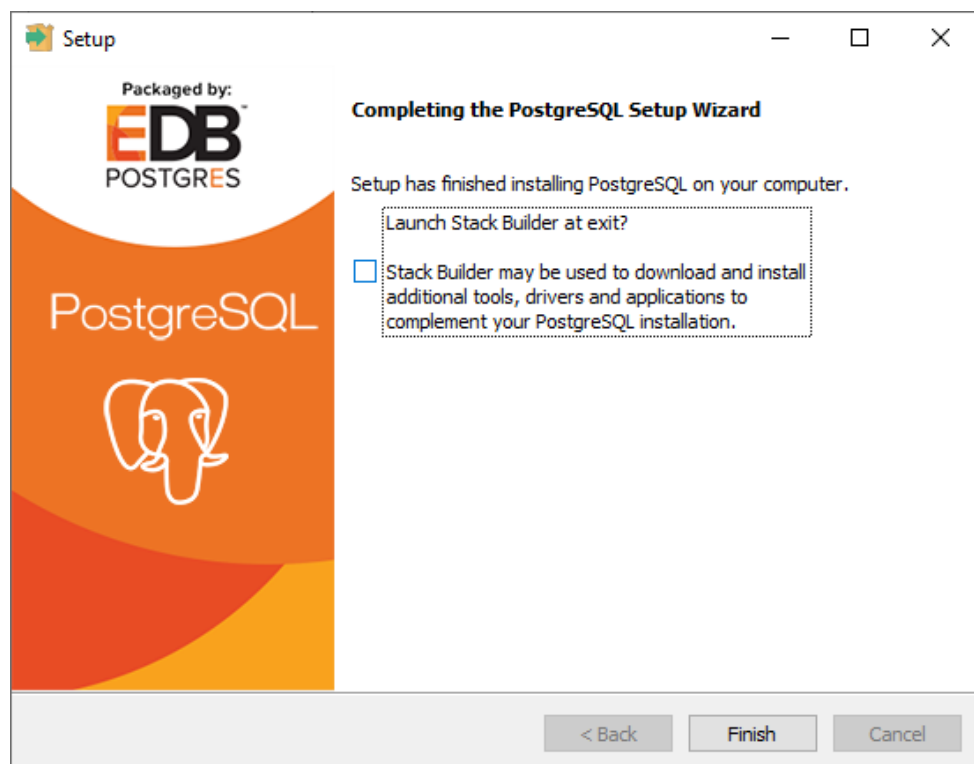 Setup
Packaged by:
EDB™
POSTGRES
PostgreSQL
Completing the PostgreSQL Setup Wizard
Setup has finished installing PostgreSQL on your computer.
Launch Stack Builder at exit?
Stack Builder may be used to download and install
additional tools, drivers and applications to
complement your PostgreSQL installation.
< Back
Finish
Cancel